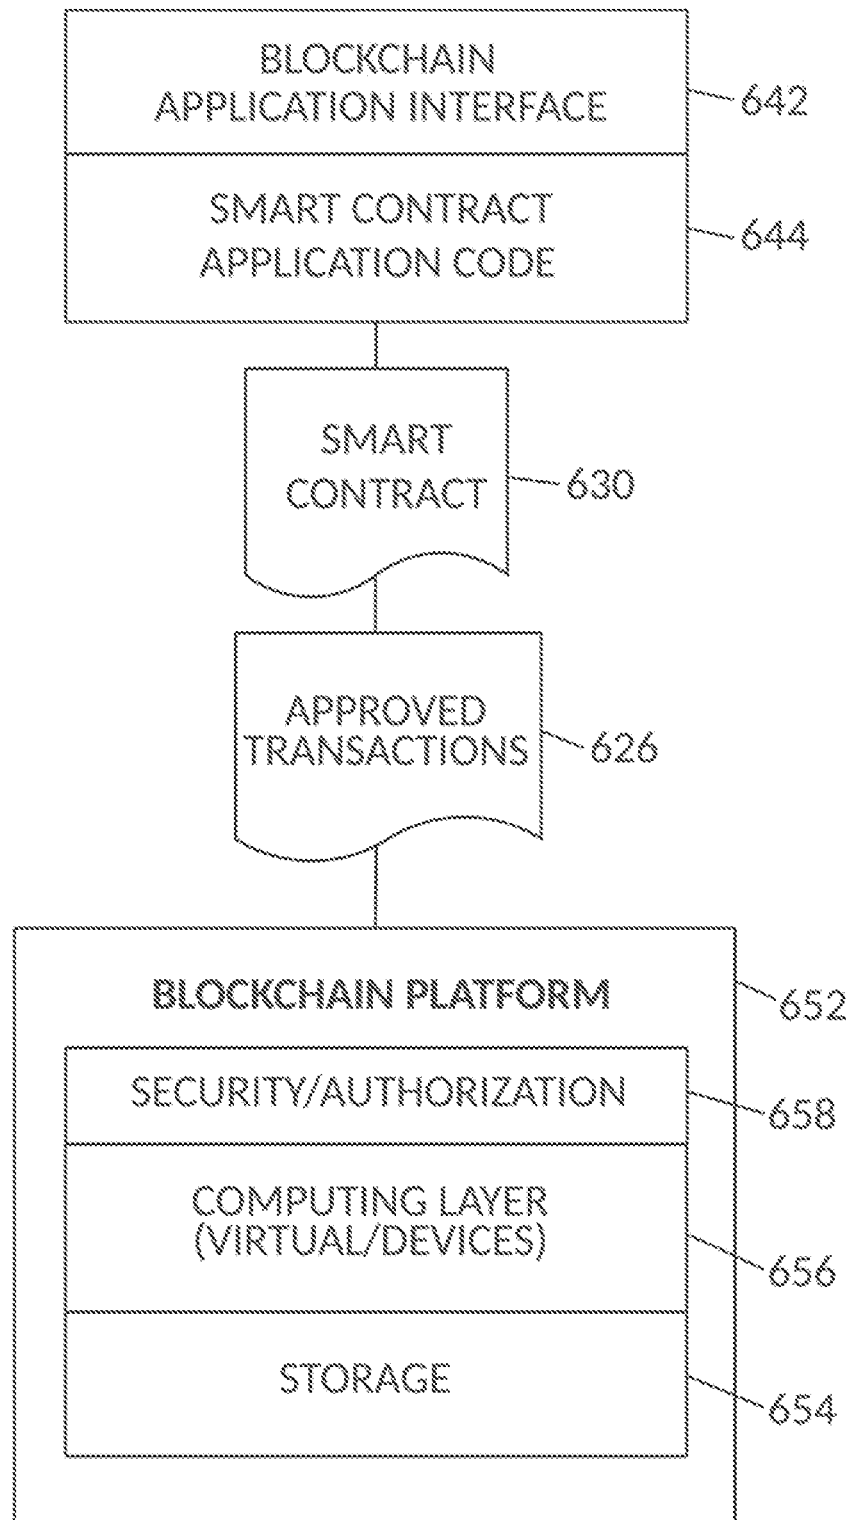 BLOCKCHAIN
APPLICATION INTERFACE
642
SMART CONTRACT
APPLICATION CODE
644
SMART
CONTRACT
630
APPROVED
TRANSACTIONS
626
BLOCKCHAIN PLATFORM
652
SECURITY/AUTHORIZATION
658
COMPUTING LAYER
(VIRTUAL/DEVICES)
656
STORAGE
654